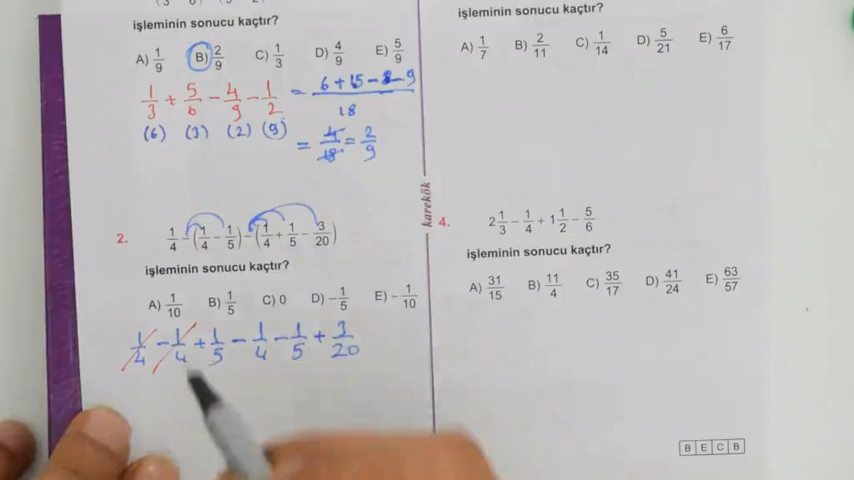 işleminin sonucu kaçtır?
A) 1/9 B) 2/9 C) 1/3 D) 4/9 E) 5/9
1/3 + 5/6 - 4/9 - 1/2 = 6+15-8-9/18
(6) (3) (2) (9)
= 4/18 = 2/9
2. 1/4 - (1/4 - 1/5) - (1/4 + 1/5 - 3/20)
işleminin sonucu kaçtır?
A) 1/10 B) 1/5 C) 0 D) -1/5 E) -1/10
1/4 - 1/4 + 1/5 - 1/4 - 1/5 + 3/20
karekök
işleminin sonucu kaçtır?
A) 1/7 B) 2/11 C) 1/14 D) 5/21 E) 6/17
4. 2 1/3 - 1/4 + 1 1/2 - 5/6
işleminin sonucu kaçtır?
A) 31/15 B) 11/4 C) 35/17 D) 41/24 E) 63/57
B E C B